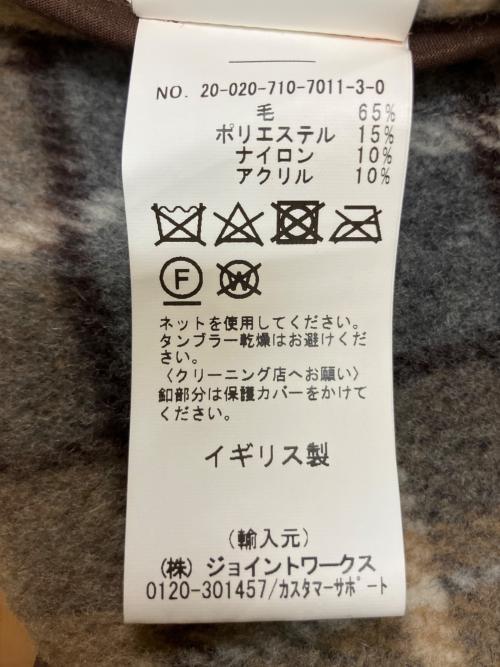 NO. 20-020-710-7011-3-0
毛 65%
ポリエステル 15%
ナイロン 10%
アクリル 10%
F W
ネットを使用してください。
タンブラー乾燥はお避けくだ
さい。
〈クリーニング店へお願い〉
釦部分は保護カバーをかけて
ください。
イギリス製
(輸入元)
(株) ジョイントワークス
0120-301457/カスタマーサポート